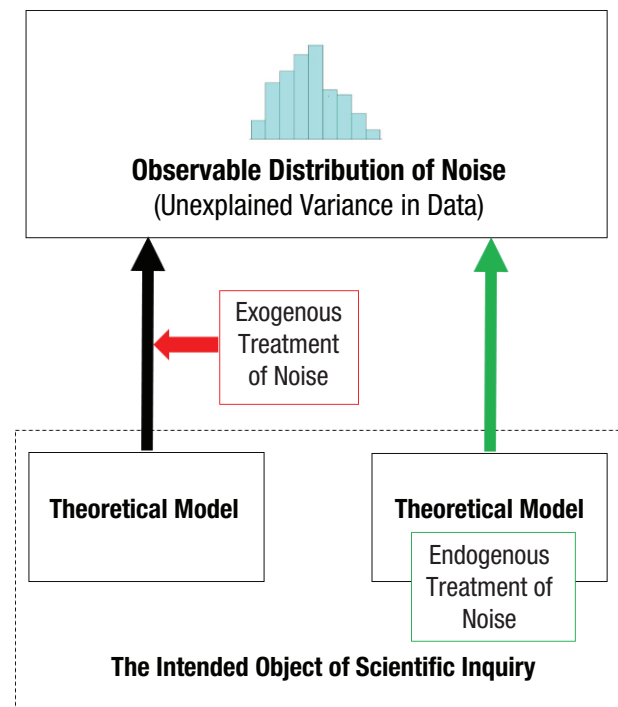 Observable Distribution of Noise
(Unexplained Variance in Data)
Exogenous
Treatment
of Noise
Theoretical Model
Theoretical Model
Endogenous
Treatment of
Noise
The Intended Object of Scientific Inquiry